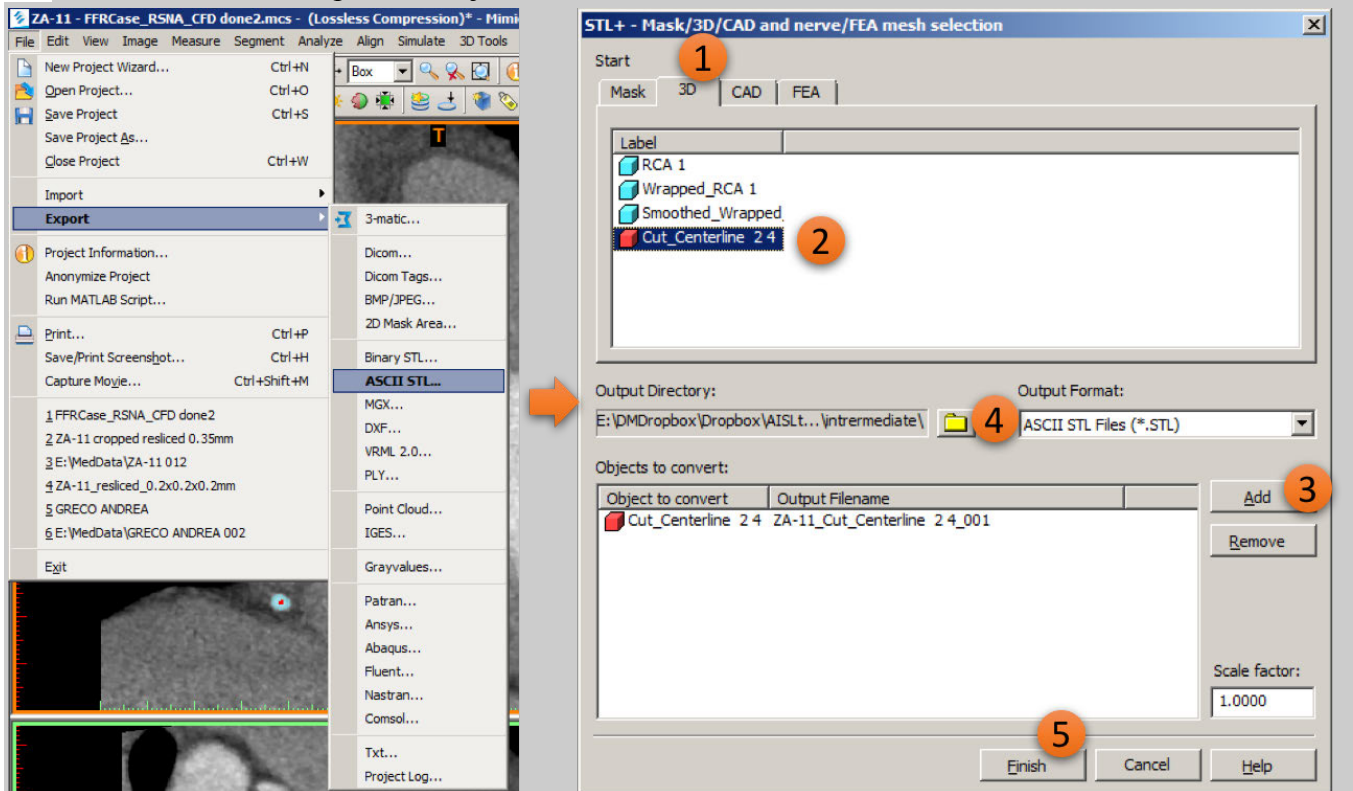 ZA-11 - FFRCase_RSNA_CFD done2.mcs - (Lossless Compression)* - Mimi
File Edit View Image Measure Segment Analyze Align Simulate 3D Tools
New Project Wizard... Ctrl+N
Open Project... Ctrl+O
Save Project Ctrl+S
Save Project As...
Close Project Ctrl+W
Import
Export
Project Information...
Anonymize Project
Run MATLAB Script...
Print... Ctrl+P
Save/Print Screenshot... Ctrl+H
Capture Movie... Ctrl+Shift+M
1 FFRCase_RSNA_CFD done2
2 ZA-11 cropped resliced 0.35mm
3 E:\MedData\ZA-11 012
4 ZA-11_resliced_0.2x0.2x0.2mm
5 GRECO ANDREA
6 E:\MedData\GRECO ANDREA 002
Exit
Box
T
3-matic...
Dicom...
Dicom Tags...
BMP/JPEG...
2D Mask Area...
Binary STL...
ASCII STL...
MGX...
DXF...
VRML 2.0...
PLY...
Point Cloud...
IGES...
Grayvalues...
Patran...
Ansys...
Abaqus...
Fluent...
Nastran...
Comsol...
Txt...
Project Log...
STL+ - Mask/3D/CAD and nerve/FEA mesh selection
Start
1
Mask 3D CAD FEA
Label
RCA 1
Wrapped_RCA 1
Smoothed_Wrapped_
Cut_Centerline 2 4
2
Output Directory: Output Format:
E:\DMDropbox\Dropbox\AISLt...\intrermediate\ 4 ASCII STL Files (*.STL)
Objects to convert:
Object to convert Output Filename
Cut_Centerline 2 4 ZA-11_Cut_Centerline 2 4_001
Add 3
Remove
Scale factor:
1.0000
5
Finish Cancel Help